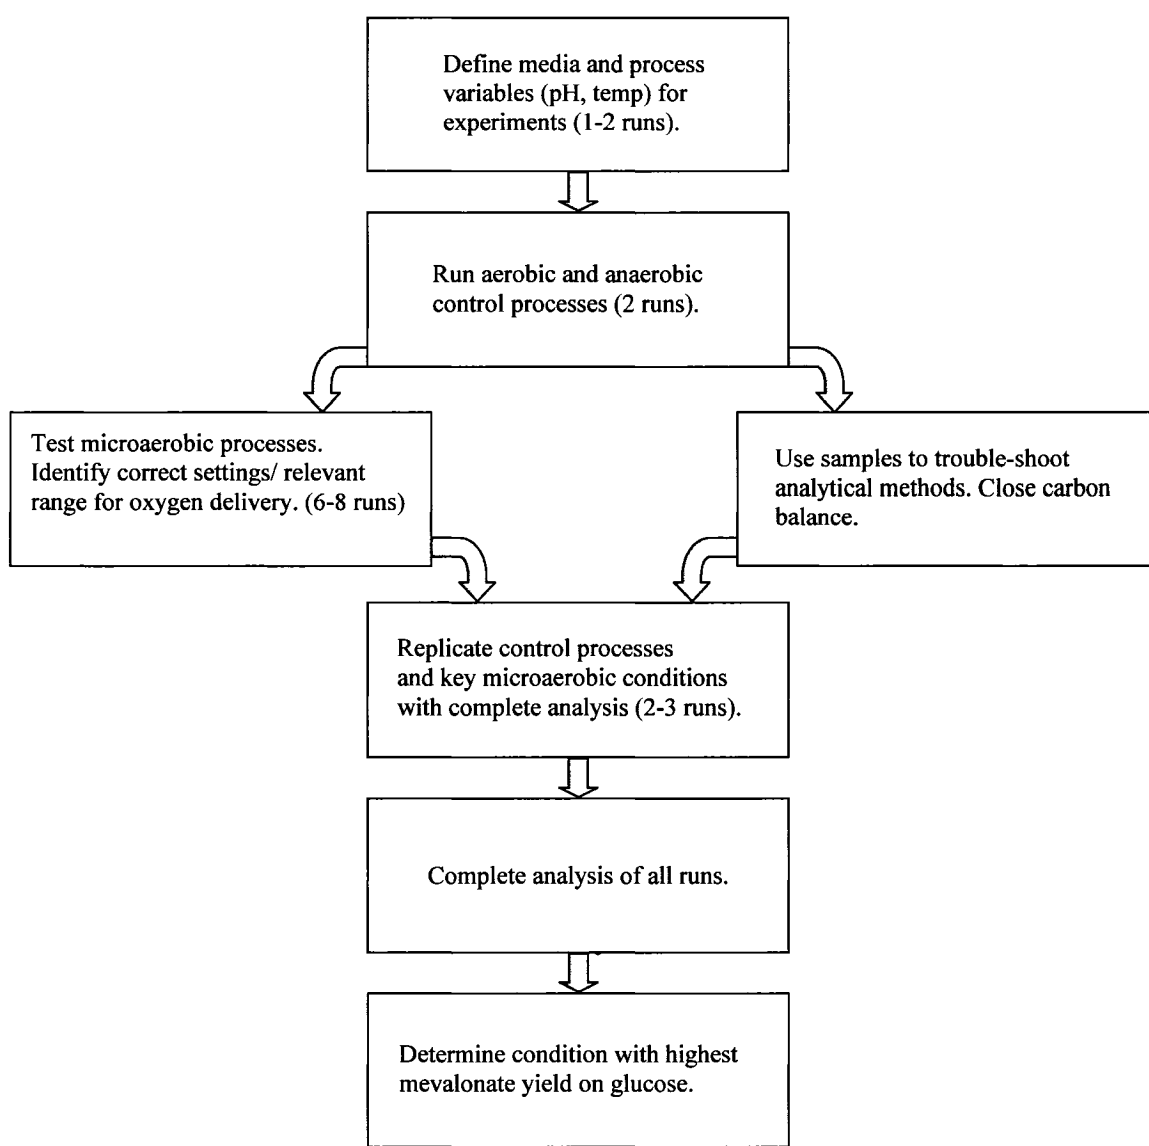 Define media and process
variables (pH, temp) for
experiments (1-2 runs).
Run aerobic and anaerobic
control processes (2 runs).
Test microaerobic processes.
Identify correct settings/ relevant
range for oxygen delivery. (6-8 runs)
Use samples to trouble-shoot
analytical methods. Close carbon
balance.
Replicate control processes
and key microaerobic conditions
with complete analysis (2-3 runs).
Complete analysis of all runs.
Determine condition with highest
mevalonate yield on glucose.